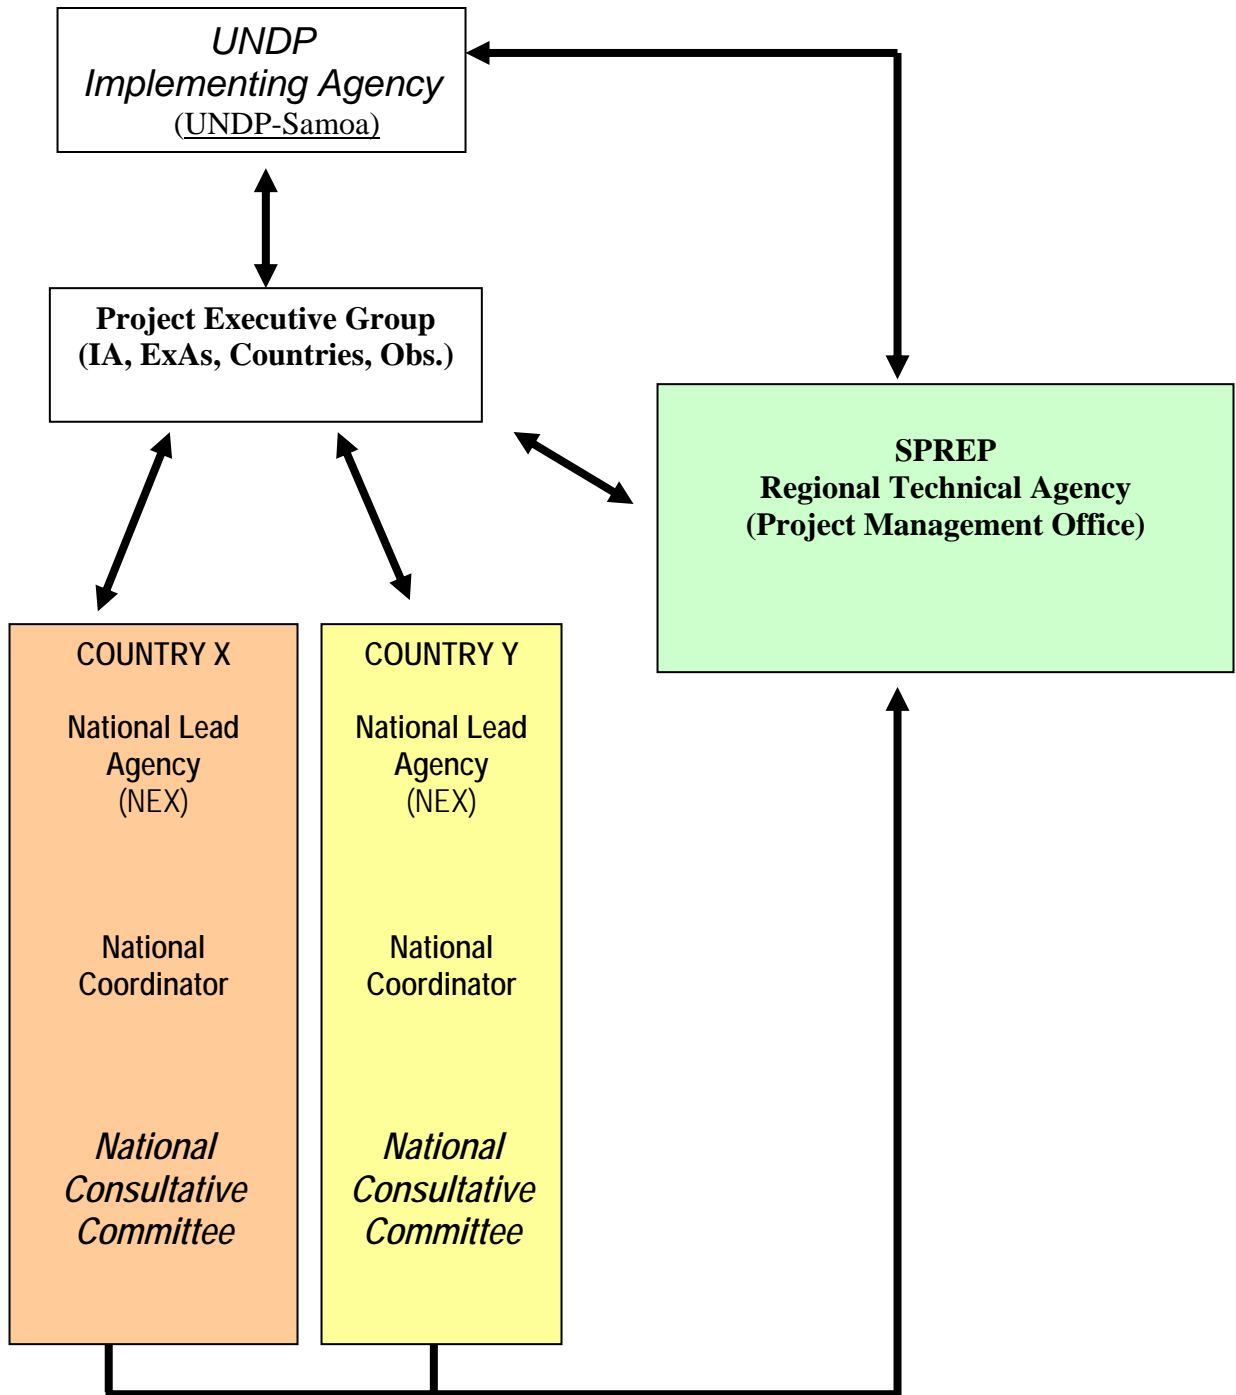 UNDP
Implementing Agency
(UNDP-Samoa)
Project Executive Group
(IA, ExAs, Countries, Obs.)
SPREP
Regional Technical Agency
(Project Management Office)
COUNTRY X
National Lead
Agency
(NEX)
National
Coordinator
National
Consultative
Committee
COUNTRY Y
National Lead
Agency
(NEX)
National
Coordinator
National
Consultative
Committee